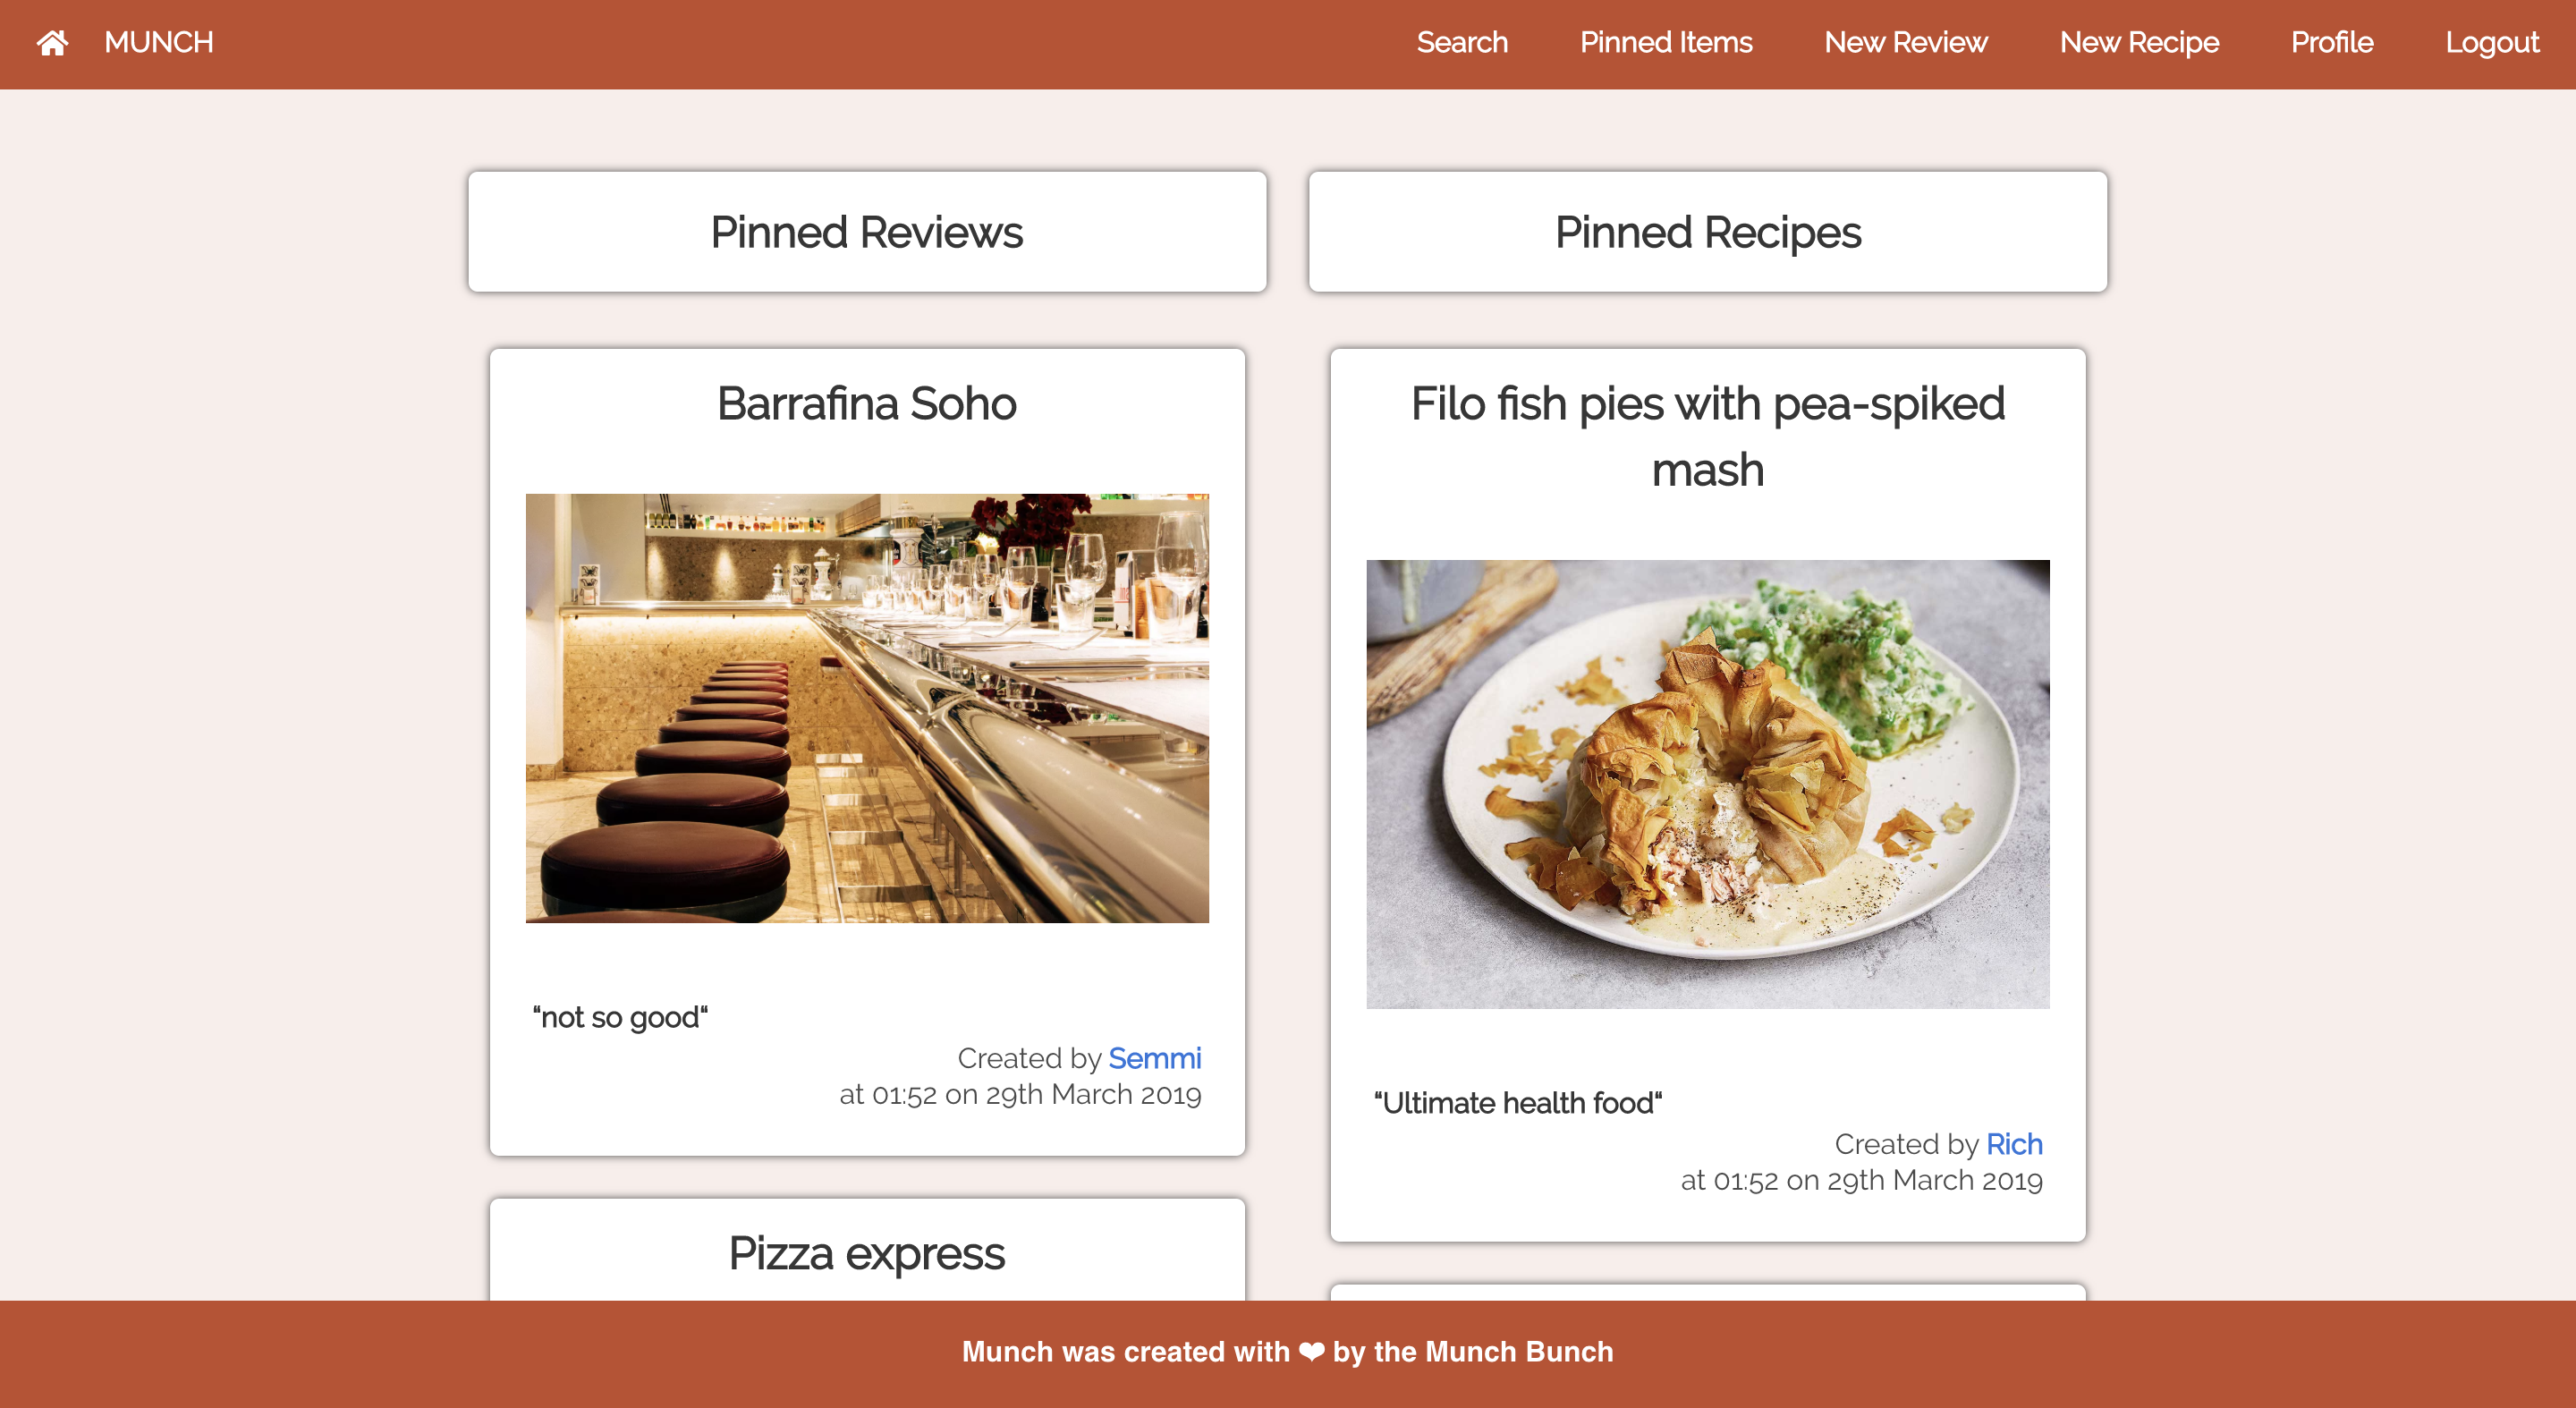 MUNCH
Search
Pinned Items
New Review
New Recipe
Profile
Logout
Pinned Reviews
Pinned Recipes
Barrafina Soho
“not so good“
Created by Semmi
at 01:52 on 29th March 2019
Pizza express
Filo fish pies with pea-spiked
mash
“Ultimate health food“
Created by Rich
at 01:52 on 29th March 2019
Munch was created with ❤ by the Munch Bunch